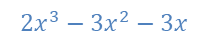 2x³ − 3x² − 3x